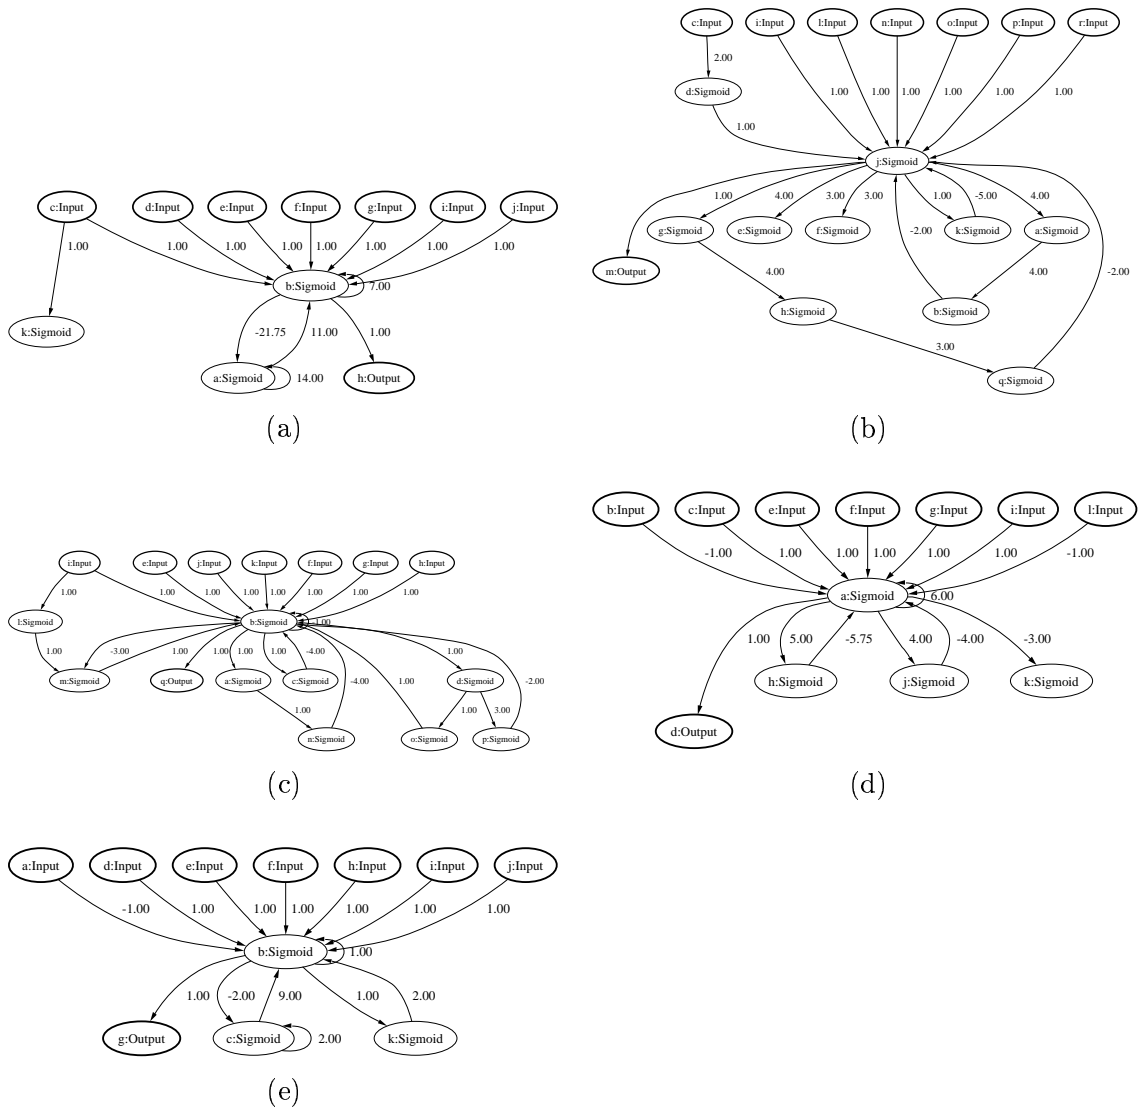 c:Input
d:Input
e:Input
f:Input
g:Input
i:Input
j:Input
1.00
1.00
1.00
1.00
1.00
1.00
1.00
1.00
b:Sigmoid
7.00
k:Sigmoid
-21.75
11.00
1.00
a:Sigmoid
14.00
h:Output
(a)
c:Input
i:Input
l:Input
n:Input
o:Input
p:Input
r:Input
2.00
d:Sigmoid
1.00
1.00
1.00
1.00
1.00
1.00
1.00
j:Sigmoid
1.00
4.00
3.00
3.00
1.00
-5.00
4.00
g:Sigmoid
e:Sigmoid
f:Sigmoid
-2.00
k:Sigmoid
a:Sigmoid
m:Output
4.00
4.00
-2.00
h:Sigmoid
b:Sigmoid
3.00
q:Sigmoid
(b)
i:Input
e:Input
j:Input
k:Input
f:Input
g:Input
h:Input
1.00
1.00
1.00
1.00
1.00
1.00
1.00
1.00
l:Sigmoid
b:Sigmoid
1.00
-3.00
1.00
1.00
1.00
1.00
-4.00
1.00
m:Sigmoid
q:Output
a:Sigmoid
c:Sigmoid
-4.00
1.00
d:Sigmoid
-2.00
1.00
1.00
3.00
n:Sigmoid
o:Sigmoid
p:Sigmoid
(c)
b:Input
c:Input
e:Input
f:Input
g:Input
i:Input
l:Input
-1.00
1.00
1.00
1.00
1.00
1.00
-1.00
a:Sigmoid
6.00
1.00
5.00
-5.75
4.00
-4.00
-3.00
h:Sigmoid
j:Sigmoid
k:Sigmoid
d:Output
(d)
a:Input
d:Input
e:Input
f:Input
h:Input
i:Input
j:Input
-1.00
1.00
1.00
1.00
1.00
1.00
1.00
b:Sigmoid
1.00
1.00
-2.00
9.00
1.00
2.00
g:Output
c:Sigmoid
2.00
k:Sigmoid
(e)